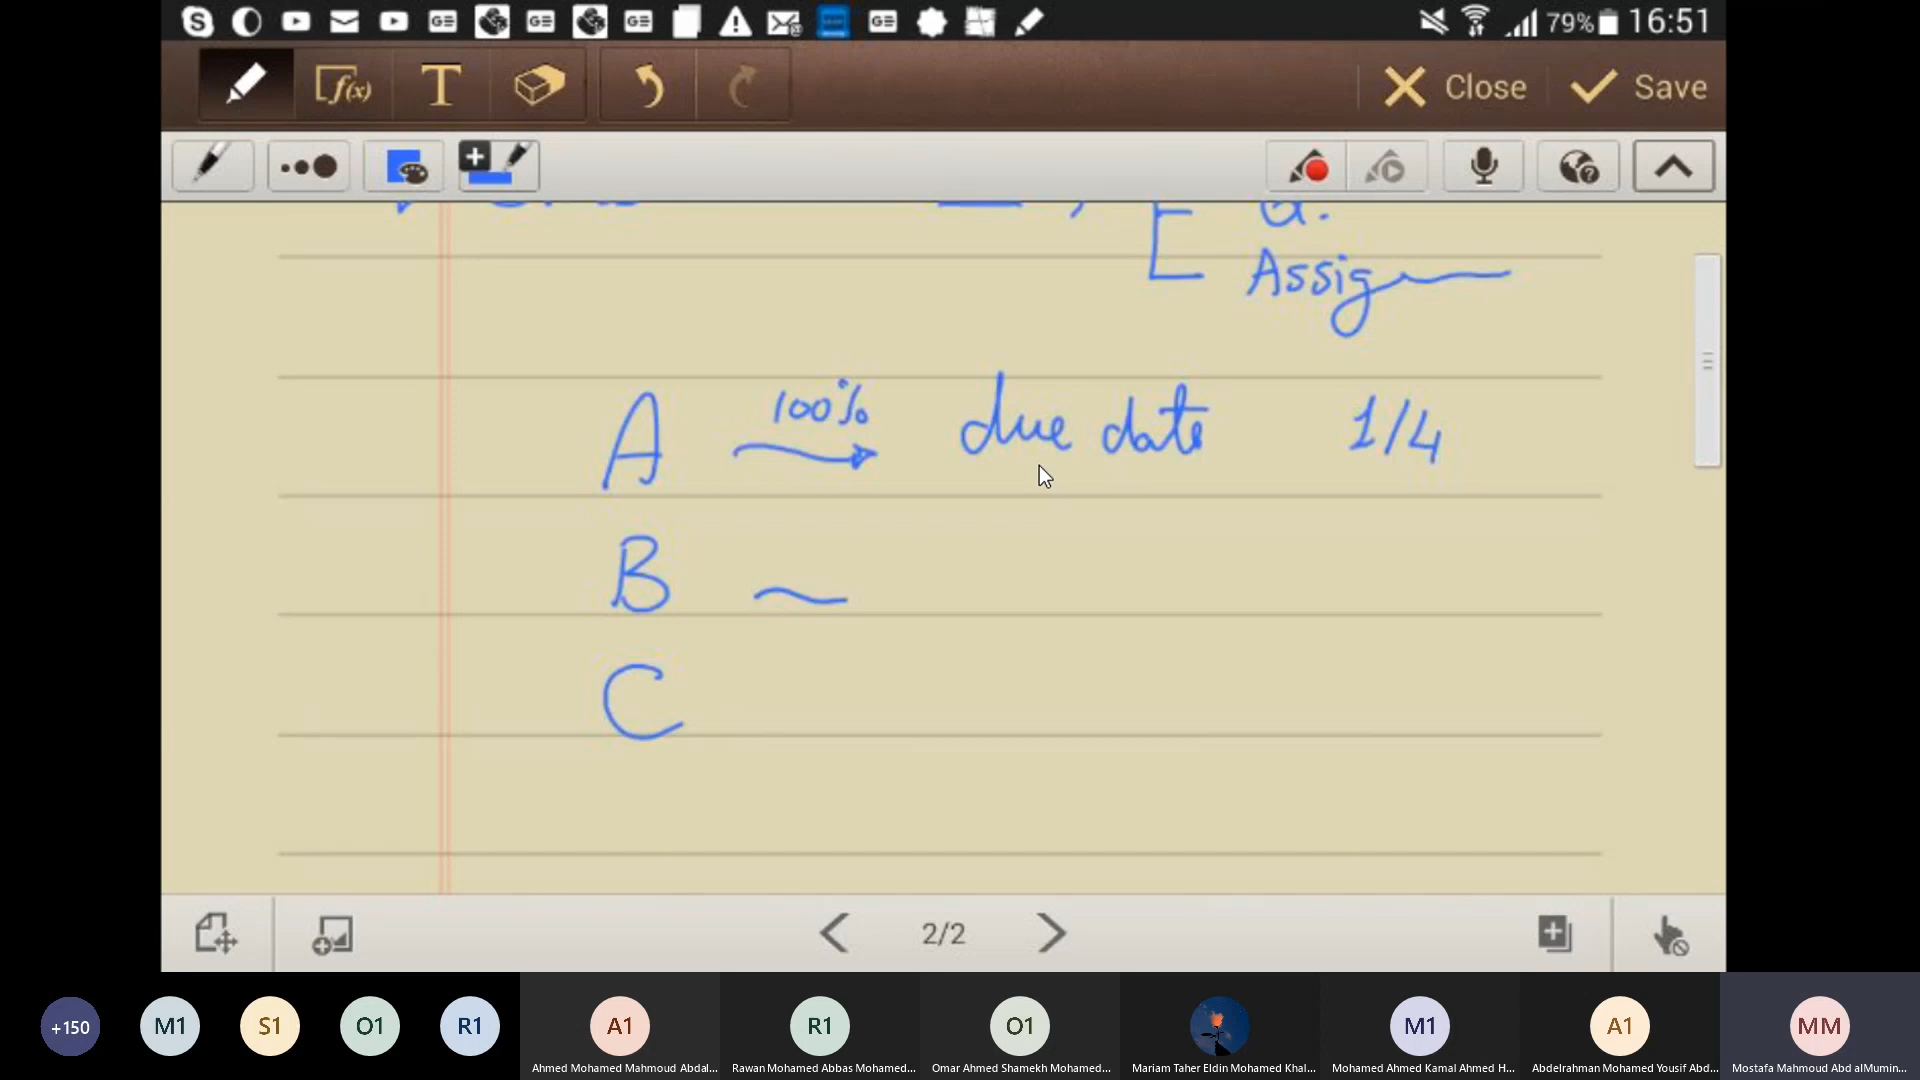 79% 16:51
T Close Save
Q.
Assig
A 100% due date 1/4
B
C
2/2
+150 M1 S1 O1 R1 A1 R1 O1 M1 A1 MM
Ahmed Mohamed Mahmoud Abdal... Rawan Mohamed Abbas Mohamed... Omar Ahmed Shamekh Mohamed... Mariam Taher Eldin Mohamed Khal... Mohamed Ahmed Kamal Ahmed H... Abdelrahman Mohamed Yousif Abd... Mostafa Mahmoud Abd alMumin...